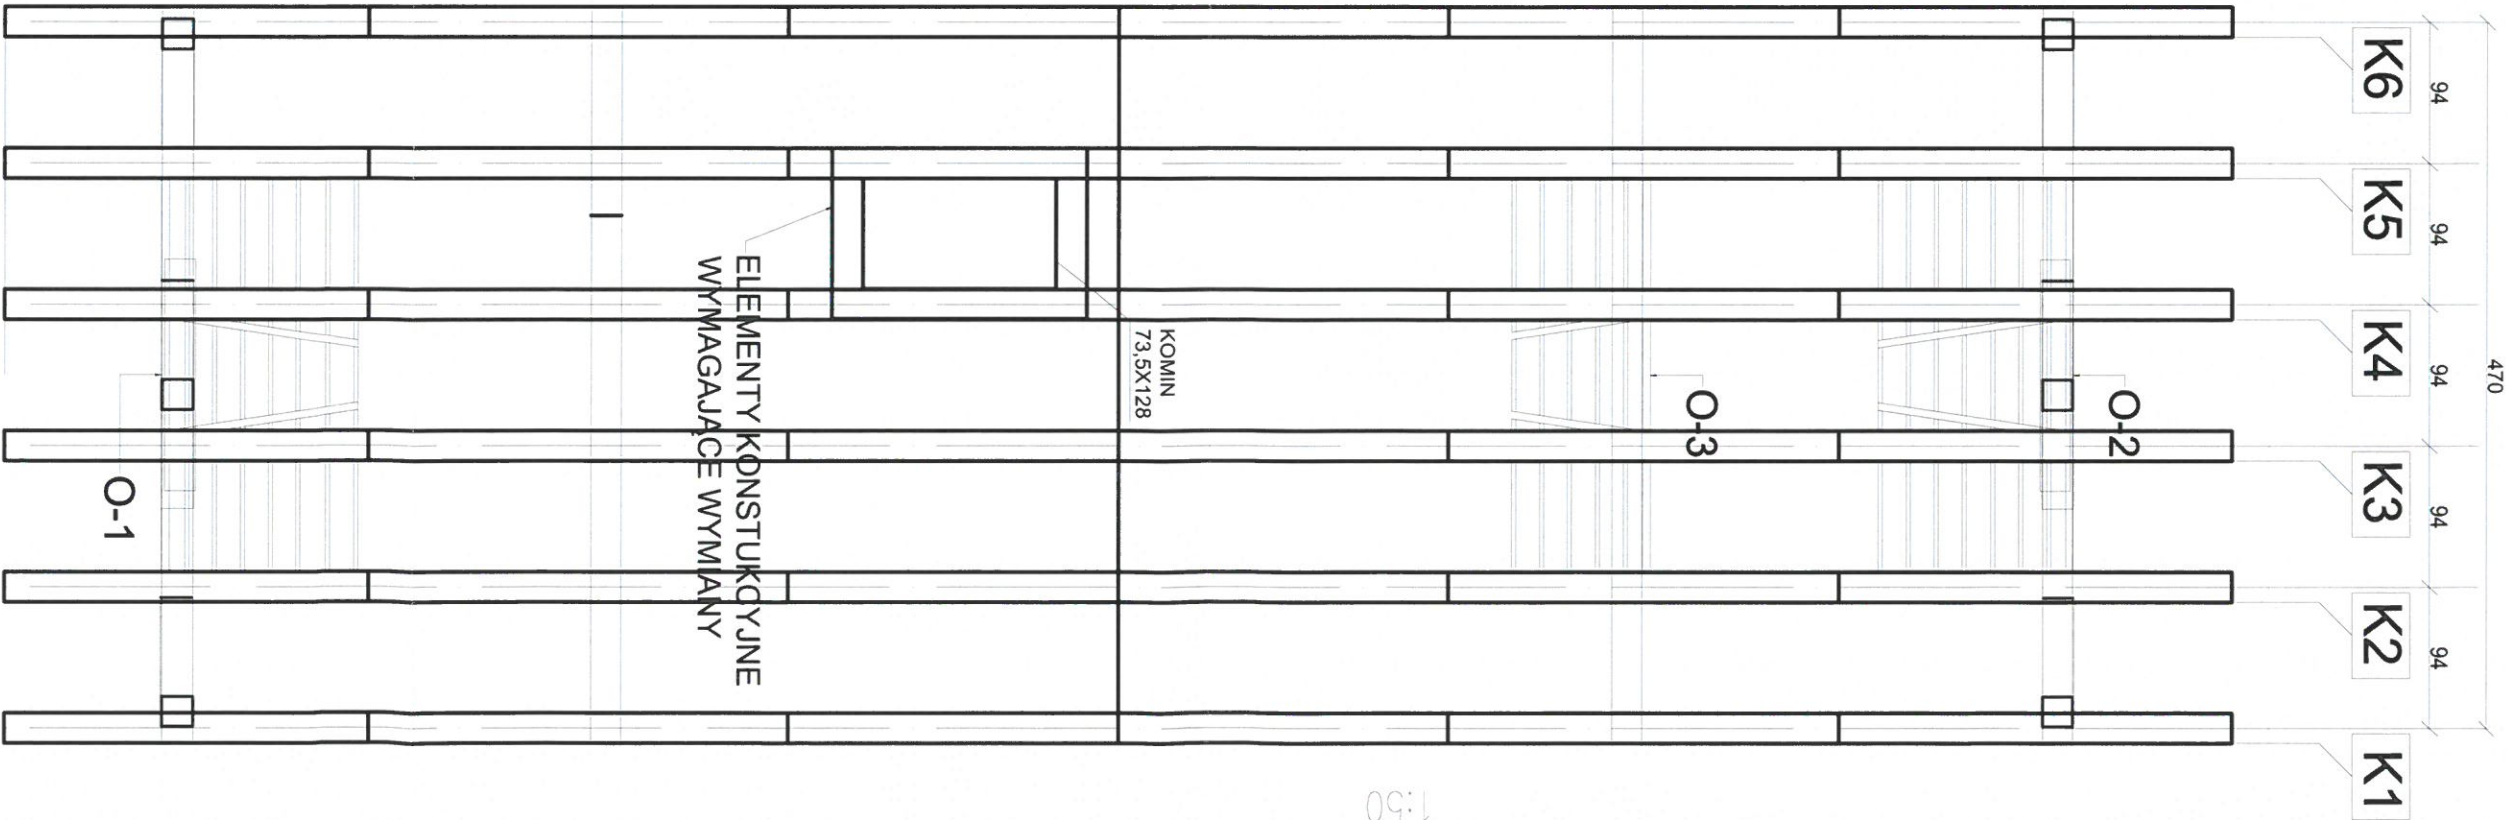 K6
K5
K4
K3
K2
K1
94
94
94
94
94
470
O-2
O-3
KOMIN
73,5X128
ELEMENTY KONSTUKCYJNE
WYMAGAJĄCE WYMIANY
O-1
1:50